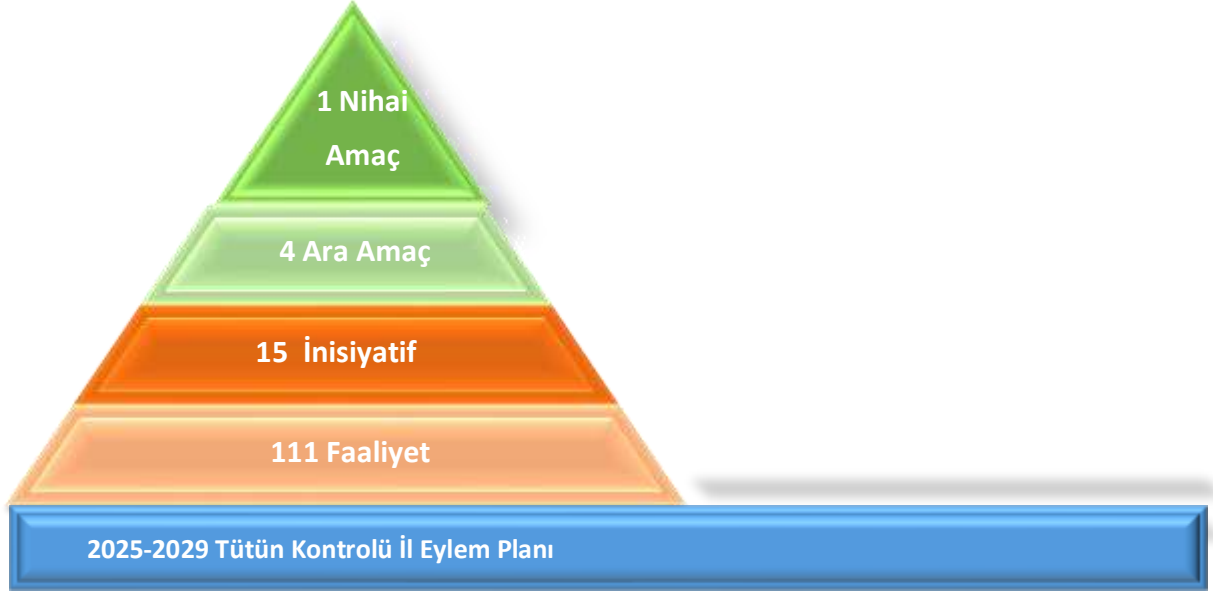 1 Nihai
Amaç
4 Ara Amaç
15 İnisiyatif
111 Faaliyet
2025-2029 Tütün Kontrolü İl Eylem Planı